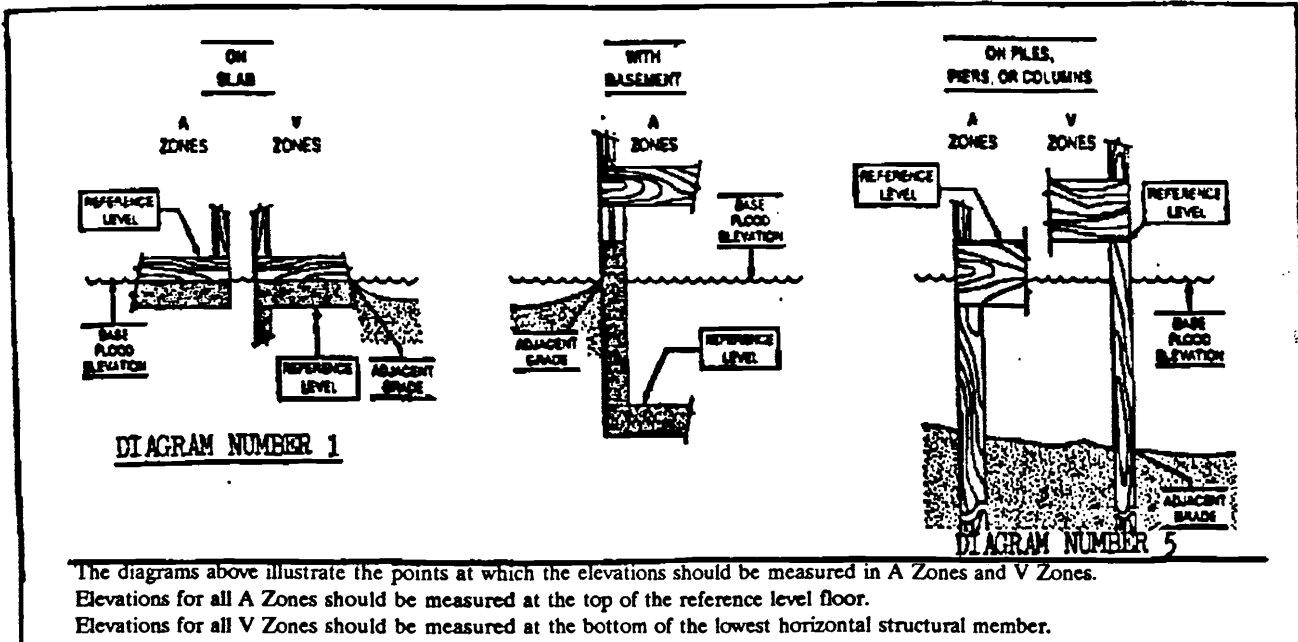 ON
SLAB
A
ZONES
V
ZONES
REFERENCE
LEVEL
BASE
FLOOD
ELEVATION
REFERENCE
LEVEL
ADJACENT
GRADE
DIAGRAM NUMBER 1
WITH
BASEMENT
A
ZONES
BASE
FLOOD
ELEVATION
ADJACENT
GRADE
REFERENCE
LEVEL
ON PILES,
PIERS, OR COLUMNS
A
ZONES
V
ZONES
REFERENCE
LEVEL
REFERENCE
LEVEL
BASE
FLOOD
ELEVATION
ADJACENT
GRADE
DIAGRAM NUMBER 5
The diagrams above illustrate the points at which the elevations should be measured in A Zones and V Zones.
Elevations for all A Zones should be measured at the top of the reference level floor.
Elevations for all V Zones should be measured at the bottom of the lowest horizontal structural member.